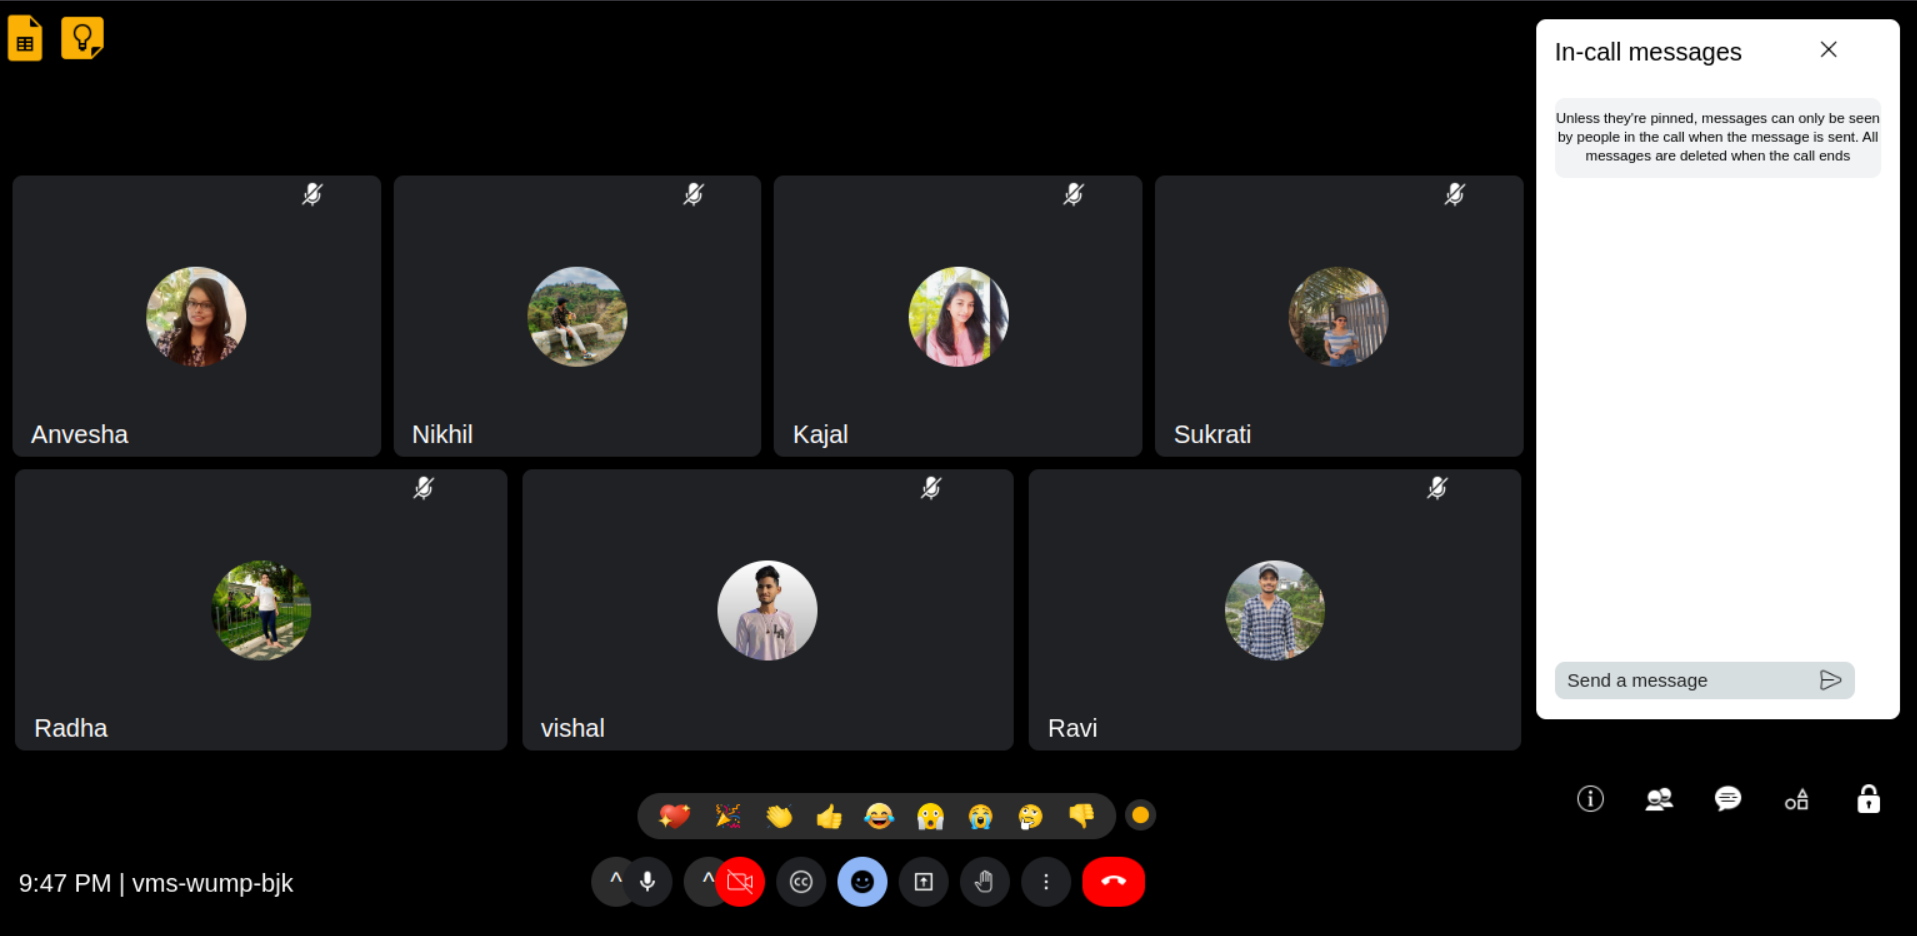 In-call messages
Unless they're pinned, messages can only be seen
by people in the call when the message is sent. All
messages are deleted when the call ends
Anvesha
Nikhil
Kajal
Sukrati
Radha
vishal
Ravi
Send a message
9:47 PM | vms-wump-bjk
CC